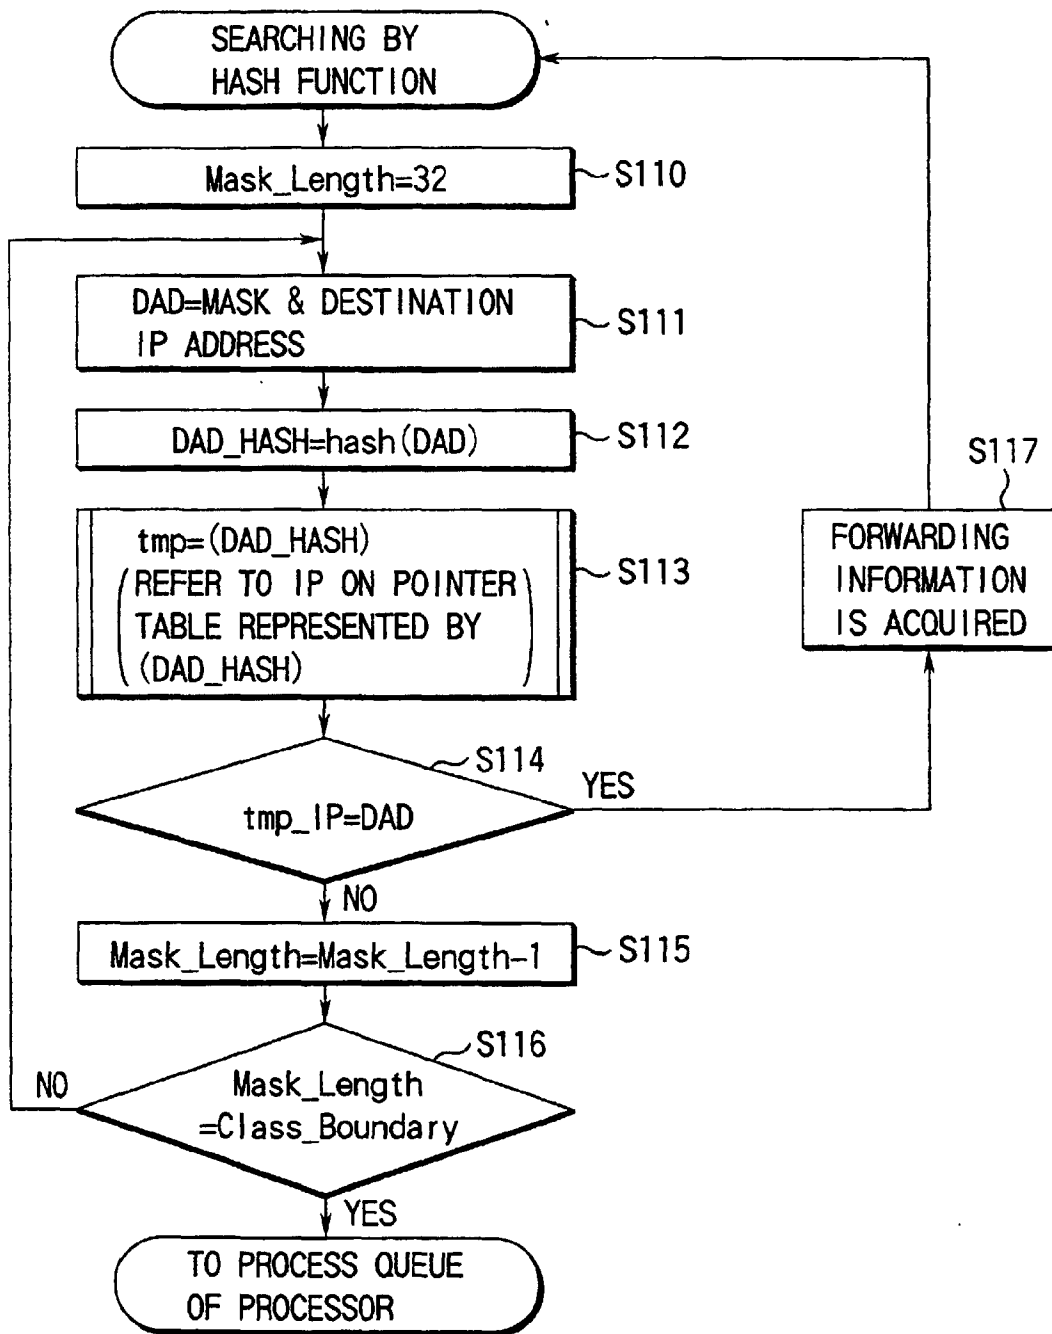 SEARCHING BY
HASH FUNCTION
Mask_Length=32
S110
DAD=MASK & DESTINATION
IP ADDRESS
S111
DAD_HASH=hash(DAD)
S112
tmp=(DAD_HASH)
(REFER TO IP ON POINTER
TABLE REPRESENTED BY
(DAD_HASH))
S113
S117
FORWARDING
INFORMATION
IS ACQUIRED
S114
tmp_IP=DAD
YES
NO
Mask_Length=Mask_Length-1
S115
S116
Mask_Length
=Class_Boundary
NO
YES
TO PROCESS QUEUE
OF PROCESSOR